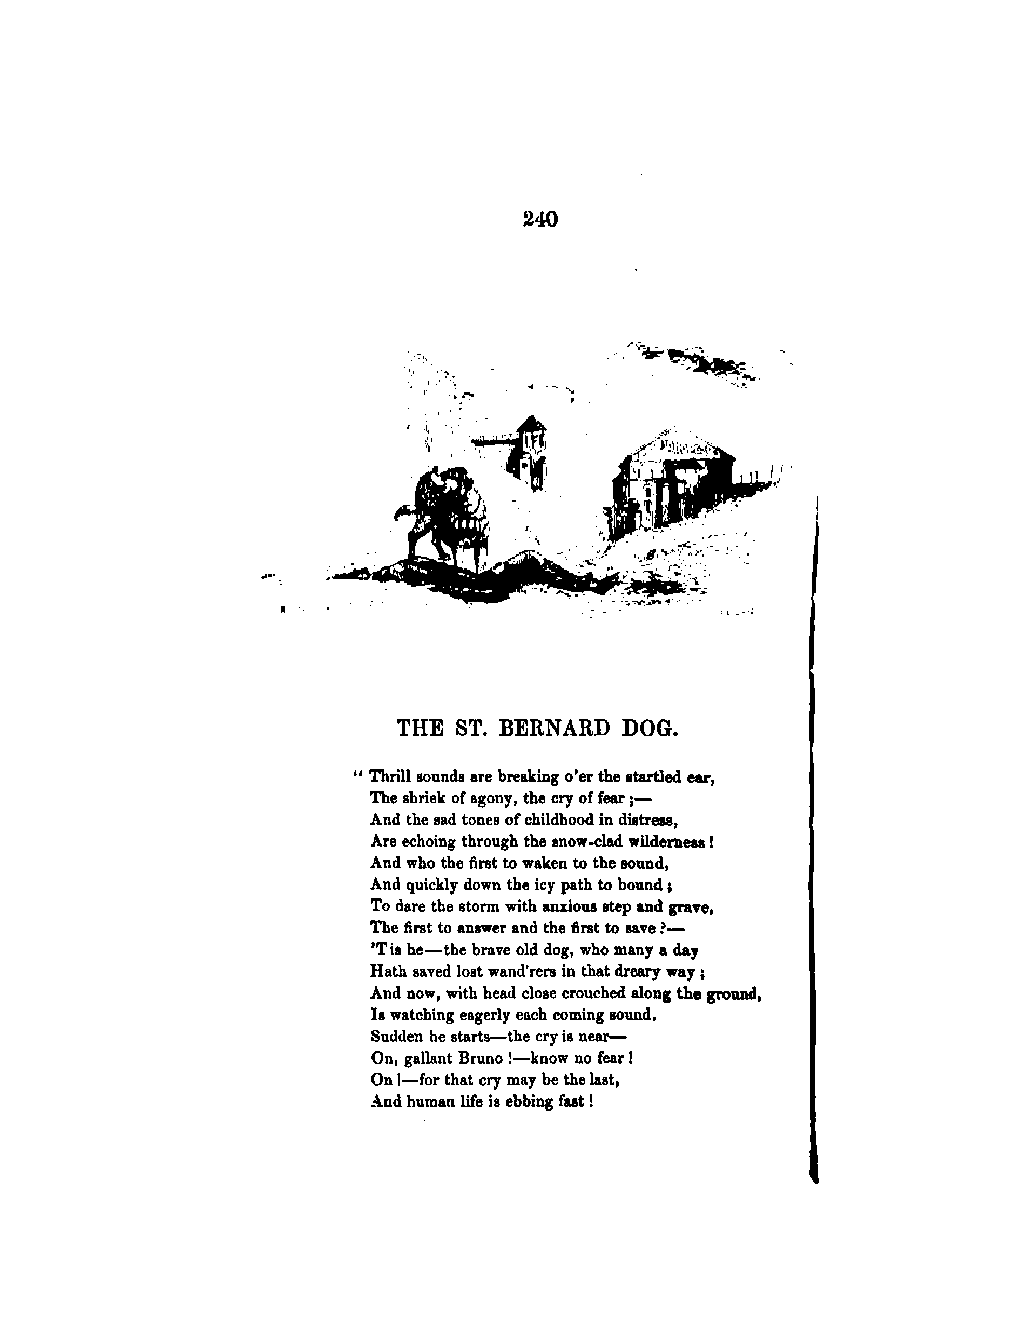 240
THE ST. BERNARD DOG.
“ Thrill sounds are breaking o'er the startled ear,
The shriek of agony, the cry of fear ;—
And the sad tones of childhood in distress,
Are echoing through the snow-clad wilderness !
And who the first to waken to the sound,
And quickly down the icy path to bound ;
To dare the storm with anxious step and grave,
The first to answer and the first to save ?—
'Tis he—the brave old dog, who many a day
Hath saved lost wand'rers in that dreary way ;
And now, with head close crouched along the ground,
Is watching eagerly each coming sound.
Sudden he starts—the cry is near—
On, gallant Bruno !—know no fear !
On !—for that cry may be the last,
And human life is ebbing fast !